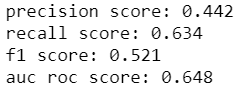 precision score: 0.442
recall score: 0.634
f1 score: 0.521
auc roc score: 0.648